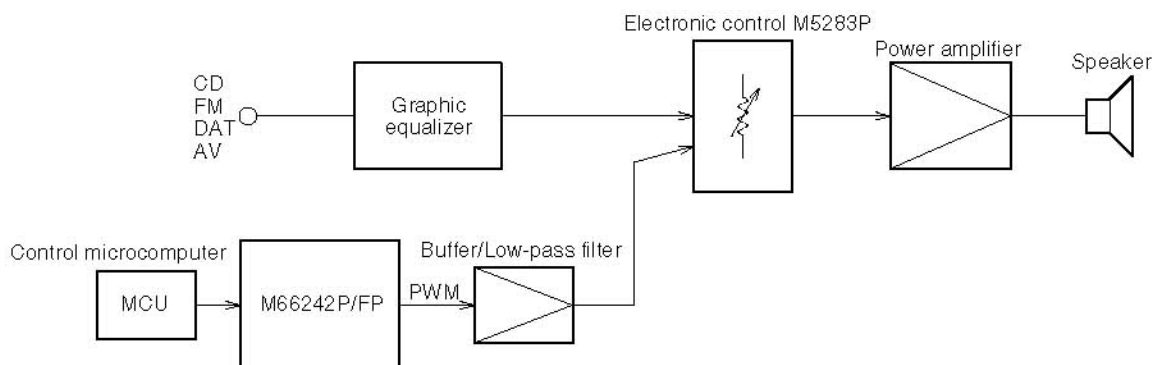 Electronic control M5283P
Power amplifier
Speaker
CD
FM
DAT
AV
Graphic
equalizer
Control microcomputer
Buffer/Low-pass filter
MCU
M66242P/FP
PWM